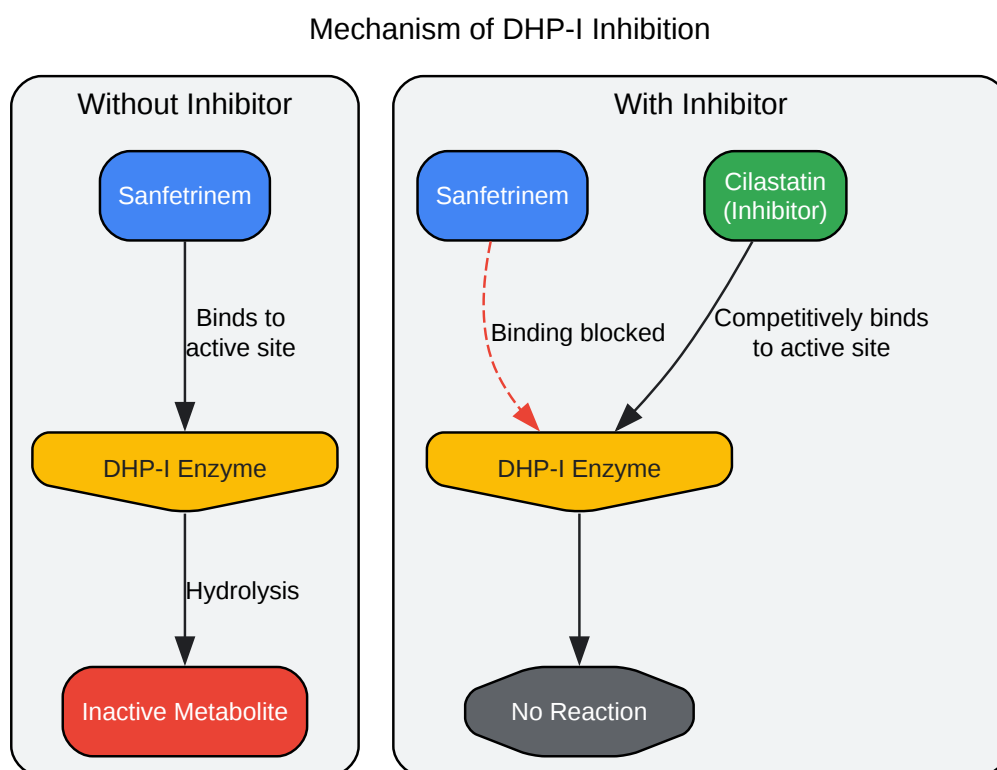 Mechanism of DHP-I Inhibition
Without Inhibitor
Sanfetrinem
Binds to
active site
DHP-I Enzyme
Hydrolysis
Inactive Metabolite
With Inhibitor
Sanfetrinem
Cilastatin
(Inhibitor)
Binding blocked
Competitively binds
to active site
DHP-I Enzyme
No Reaction